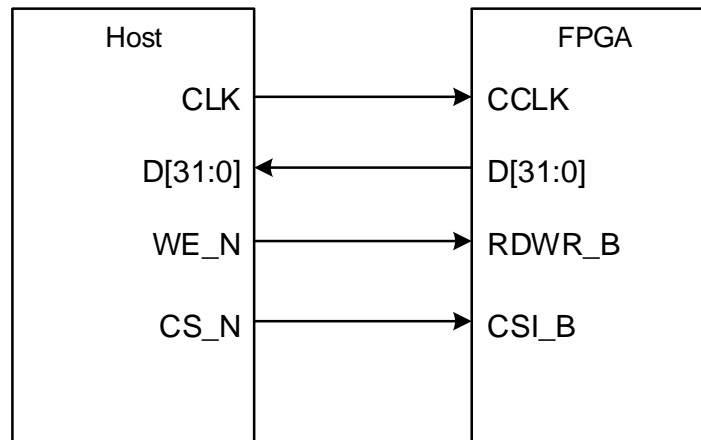 Host FPGA
CLK CCLK
D[31:0] D[31:0]
WE_N RDWR_B
CS_N CSI_B